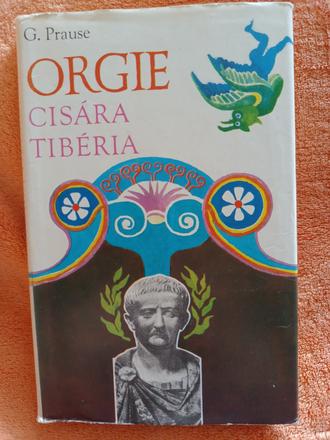 G. Prause
ORGIE
CISÁRA
TIBÉRIA